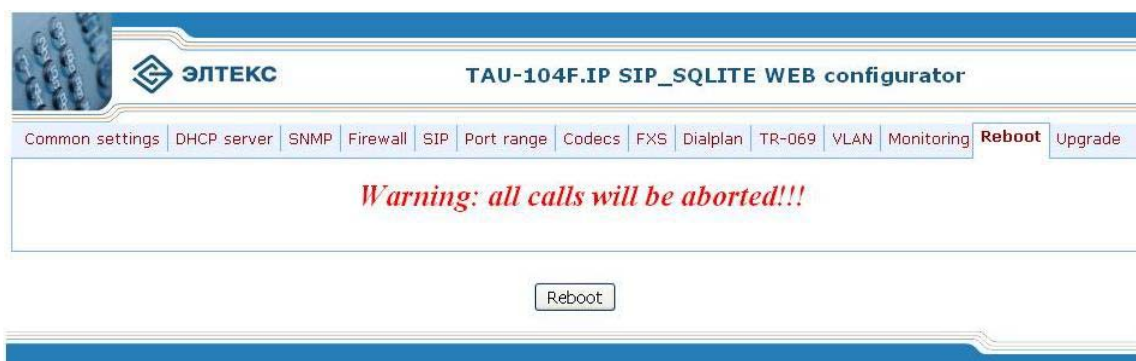 ЭЛТЕКС
TAU-104F.IP SIP_SQLITE WEB configurator
Common settings DHCP server SNMP Firewall SIP Port range Codecs FXS Dialplan TR-069 VLAN Monitoring Reboot Upgrade
Warning: all calls will be aborted!!!
Reboot